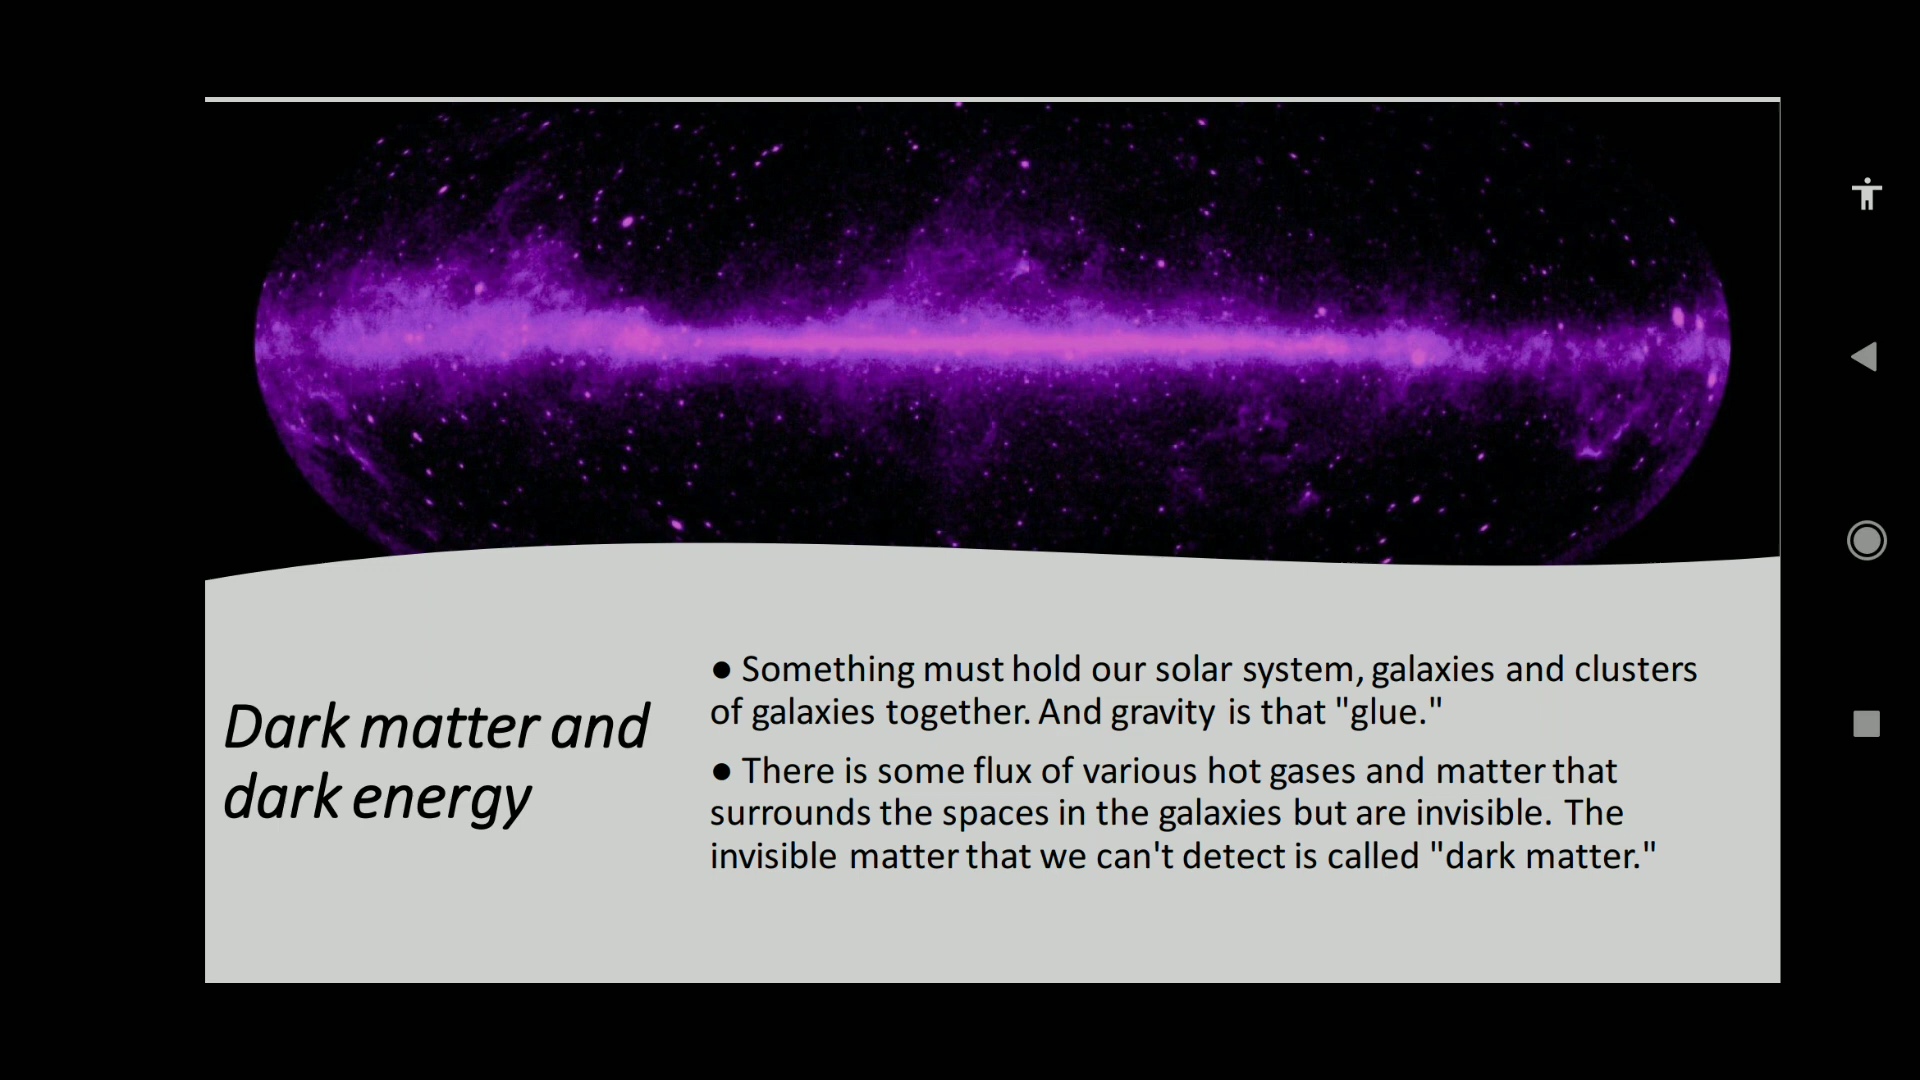 Dark matter and
dark energy
● Something must hold our solar system, galaxies and clusters
of galaxies together. And gravity is that "glue."
● There is some flux of various hot gases and matter that
surrounds the spaces in the galaxies but are invisible. The
invisible matter that we can't detect is called "dark matter."